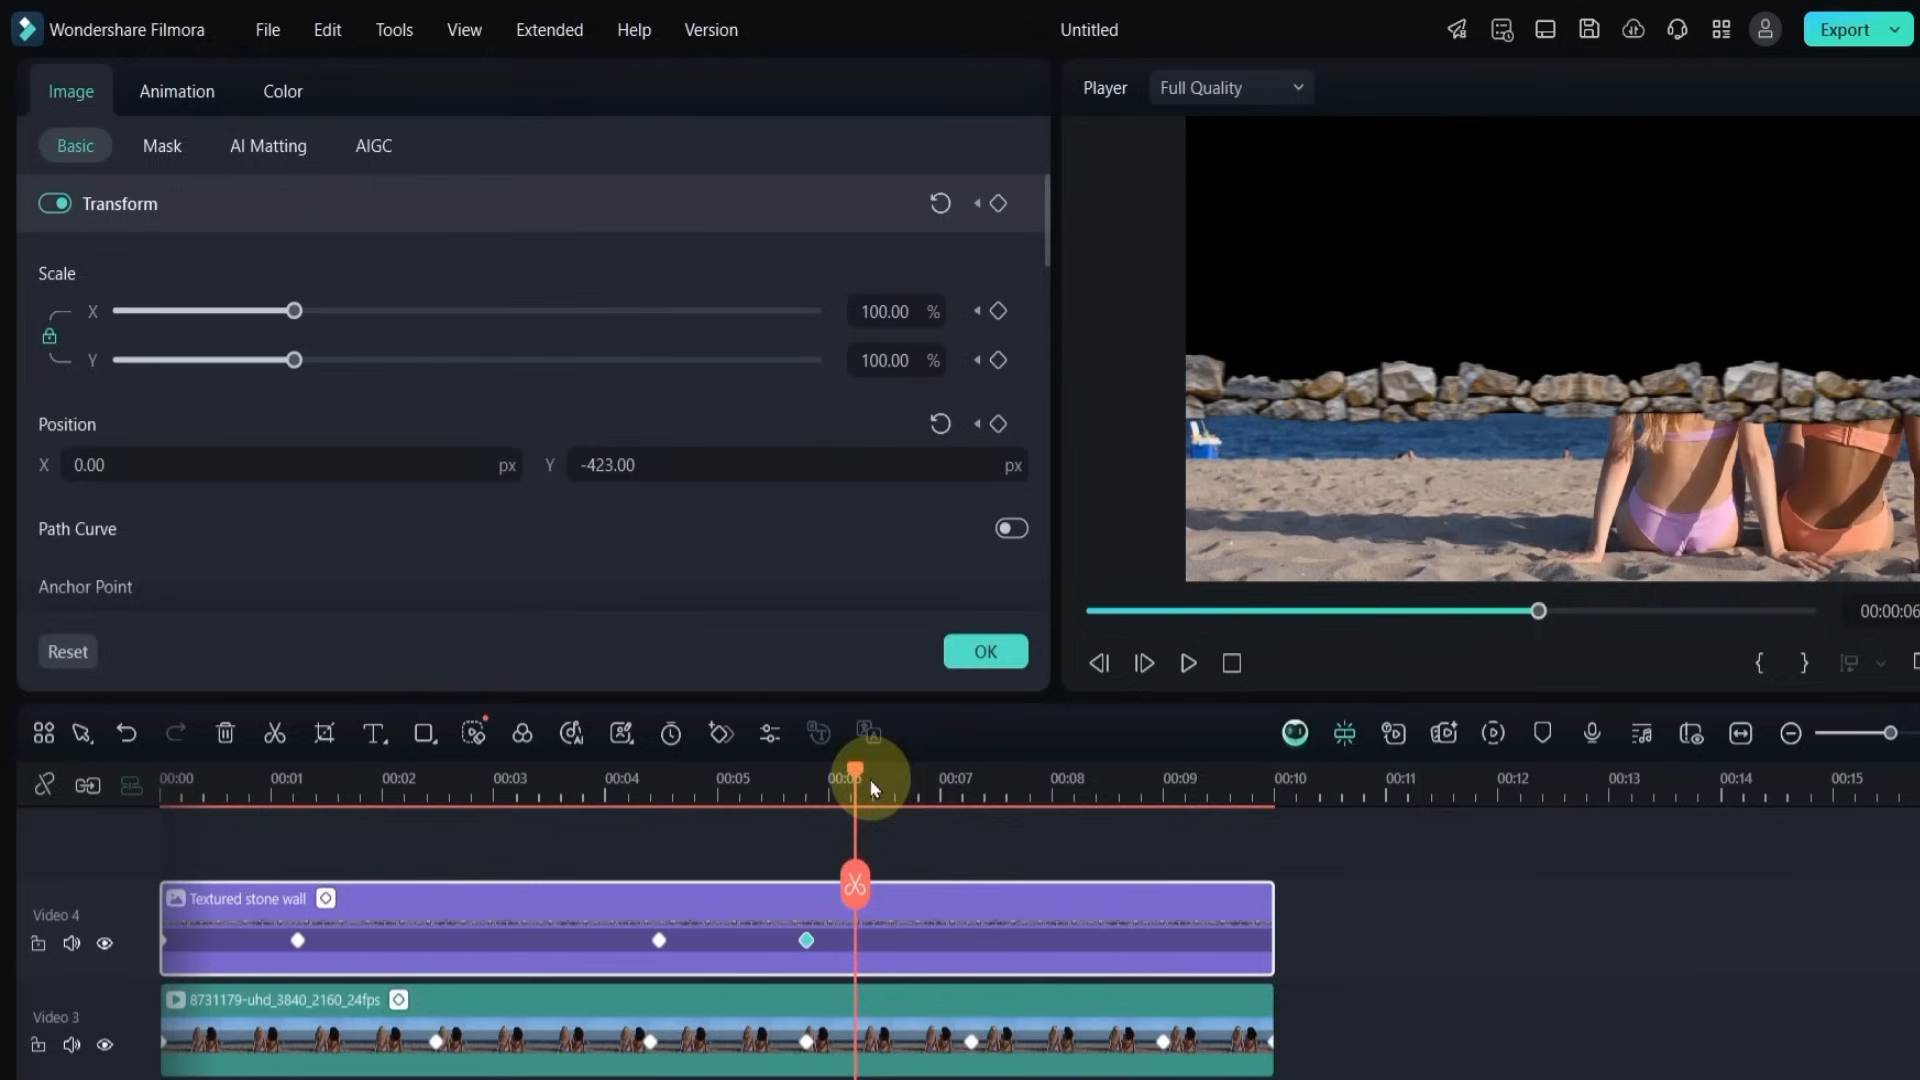 Wondershare Filmora File Edit Tools View Extended Help Version Untitled Export
Image Animation Color
Player Full Quality
Basic Mask AI Matting AIGC
Transform
Scale
X 100.00 %
Y 100.00 %
Position
X 0.00 px Y -423.00 px
Path Curve
Anchor Point
Reset OK
00:00:06
00:00 00:01 00:02 00:03 00:04 00:05 00:06 00:07 00:08 00:09 00:10 00:11 00:12 00:13 00:14 00:15
Textured stone wall
Video 4
8731179-uhd_3840_2160_24fps
Video 3